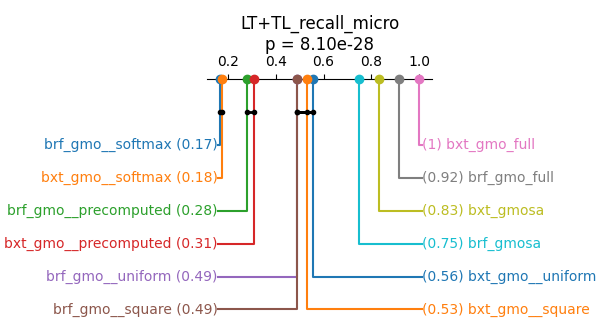 LT+TL_recall_micro
p = 8.10e-28
0.2 0.4 0.6 0.8 1.0
brf_gmo__softmax (0.17) (1) bxt_gmo_full
bxt_gmo__softmax (0.18) (0.92) brf_gmo_full
brf_gmo__precomputed (0.28) (0.83) bxt_gmosa
bxt_gmo__precomputed (0.31) (0.75) brf_gmosa
brf_gmo__uniform (0.49) (0.56) bxt_gmo__uniform
brf_gmo__square (0.49) (0.53) bxt_gmo__square